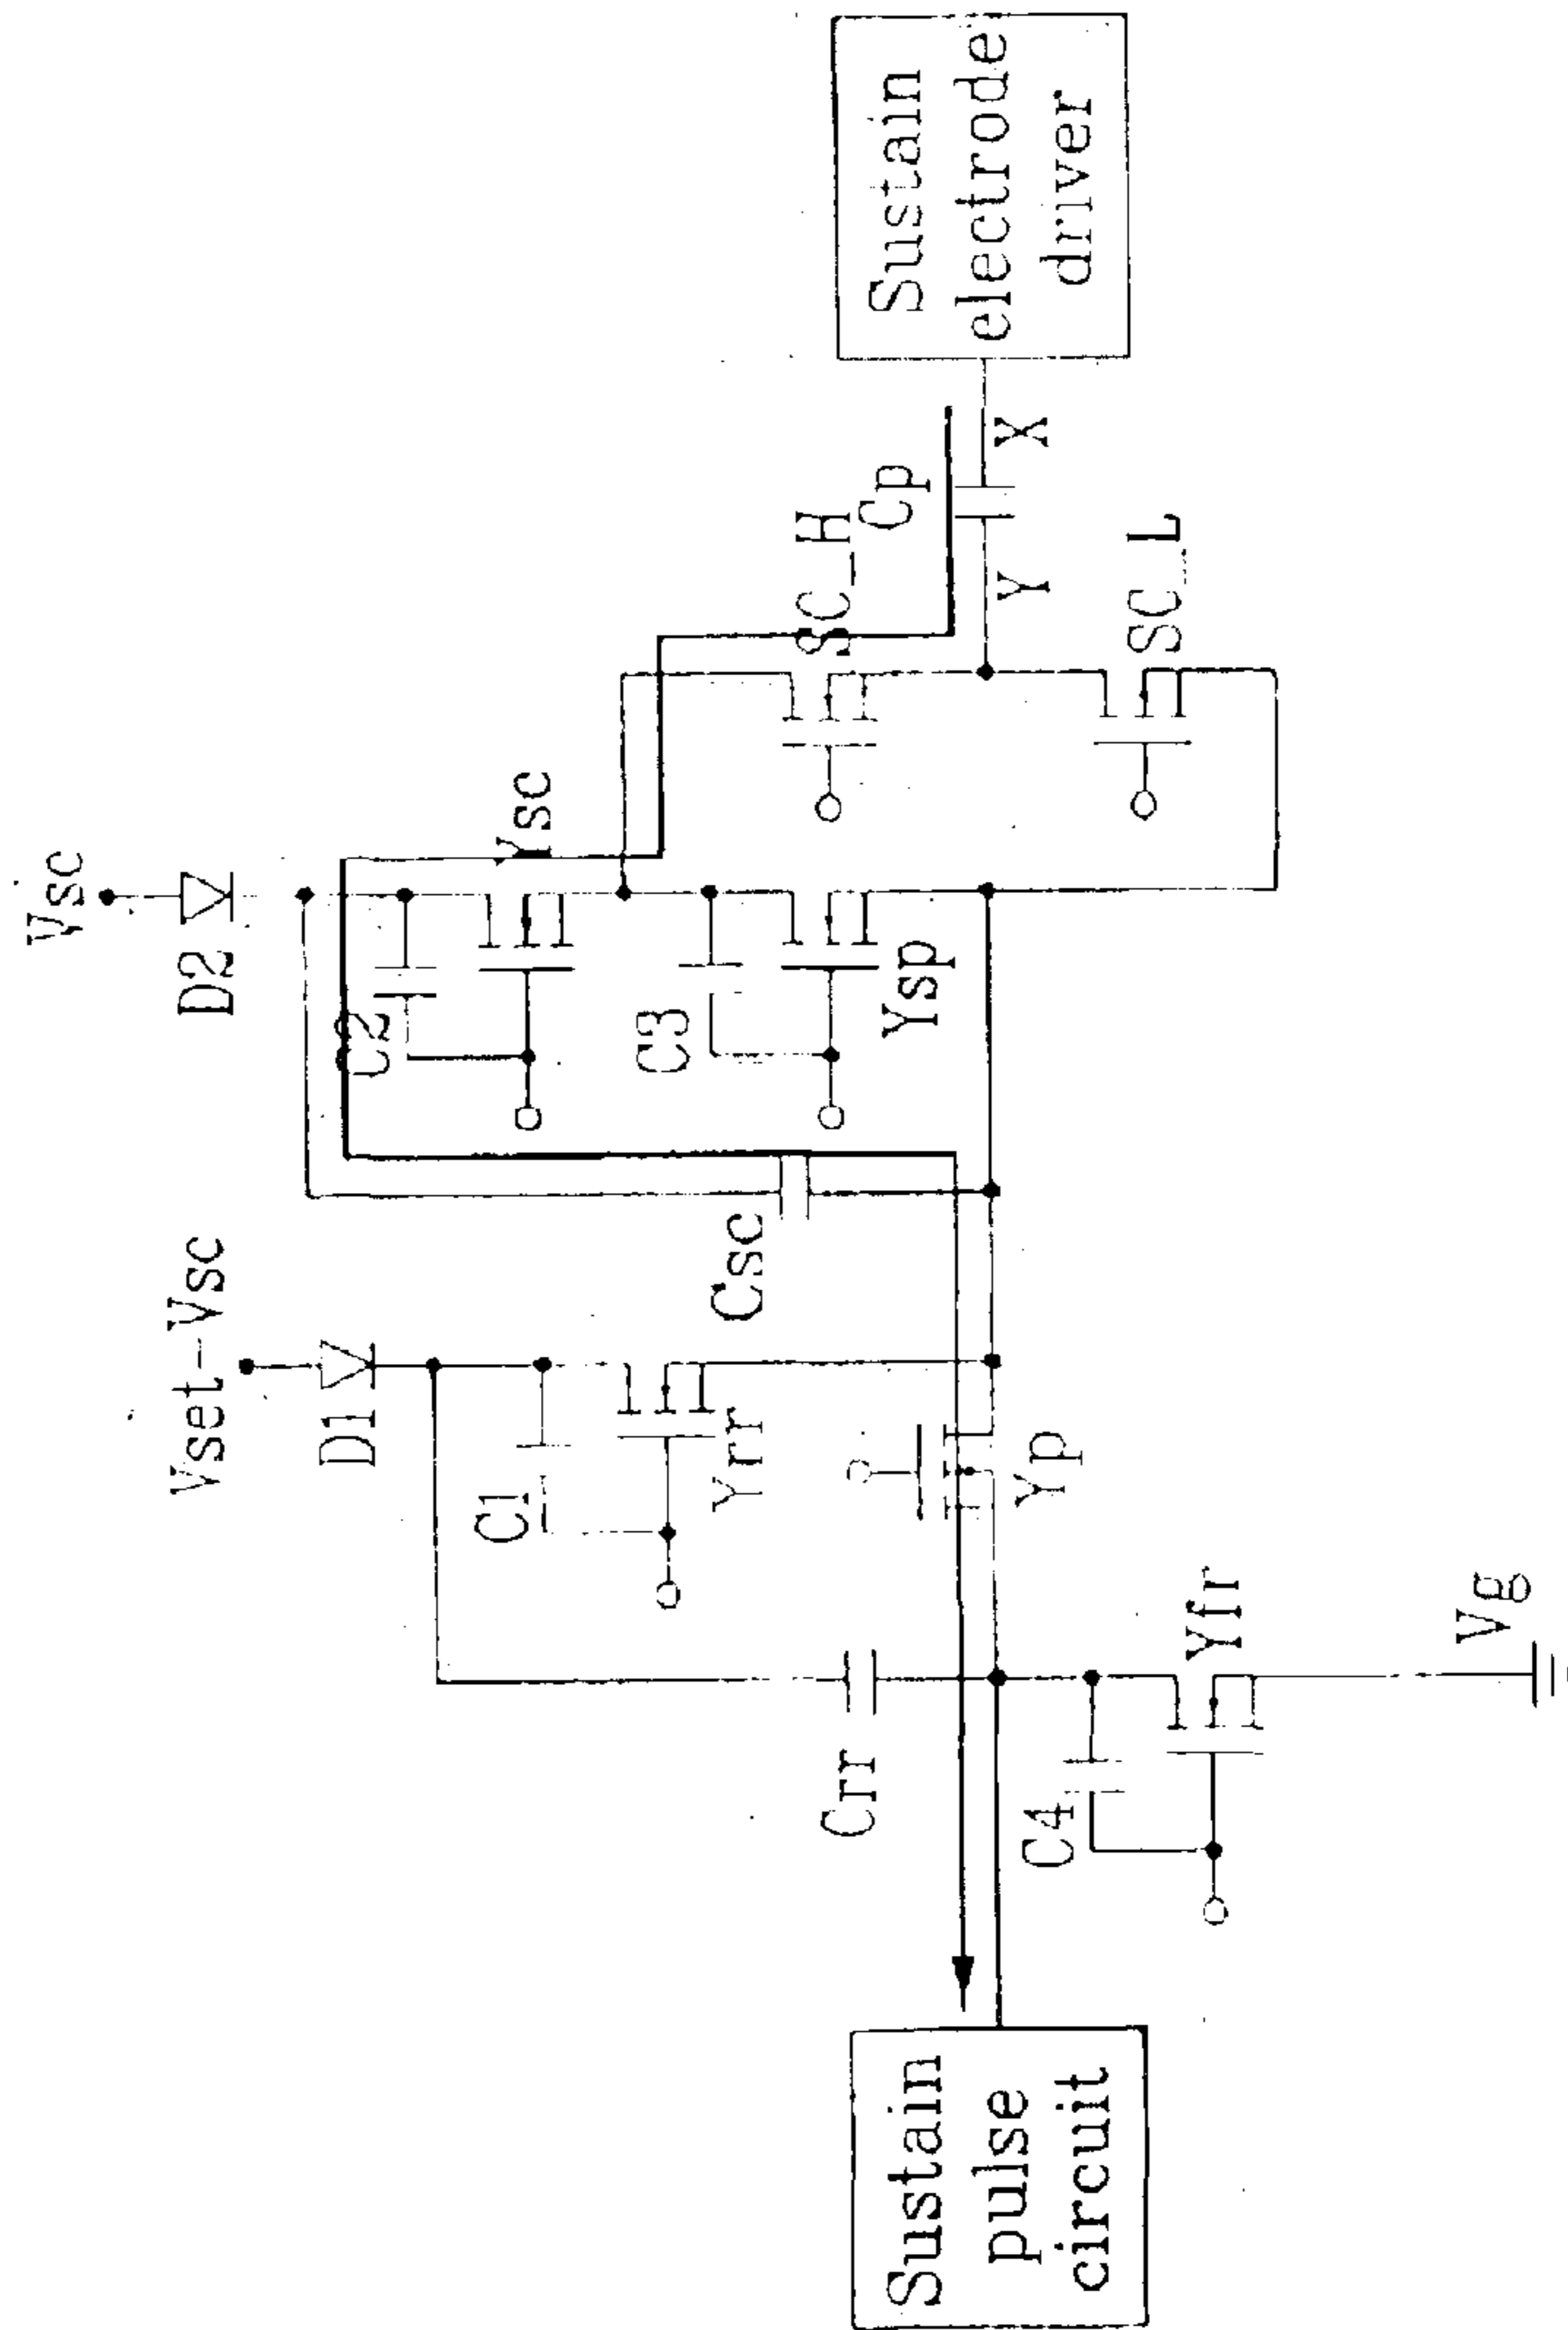 Vset-Vsc
Vsc
D1
D2
C1
C2
Ysc
Yrr
C3
Csc
Crr
SC_H
Ysp
Cp
Yp
Y
X
C4
Yfr
SC_L
Vg
Sustain
pulse
circuit
Sustain
electrode
driver